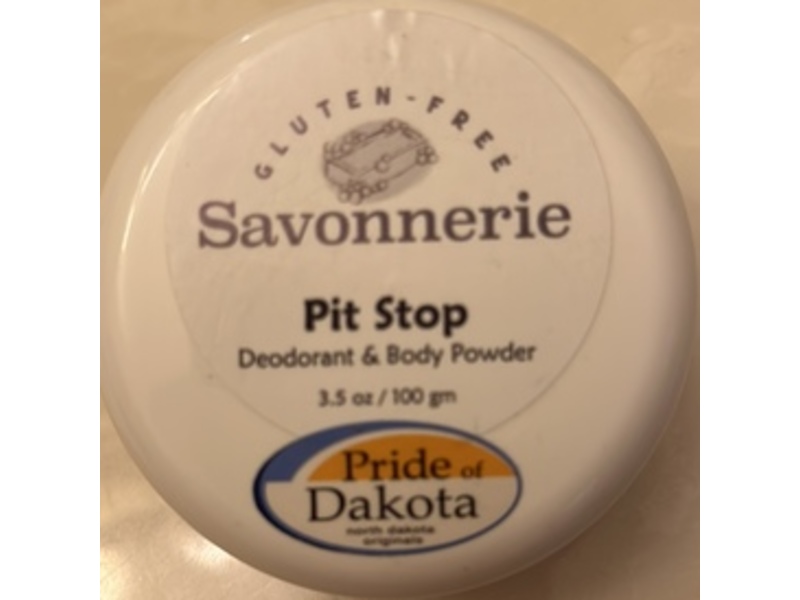 GLUTEN-FREE
Savonnerie
Pit Stop
Deodorant & Body Powder
3.5 oz / 100 gm
Pride of
Dakota
north dakota
originals